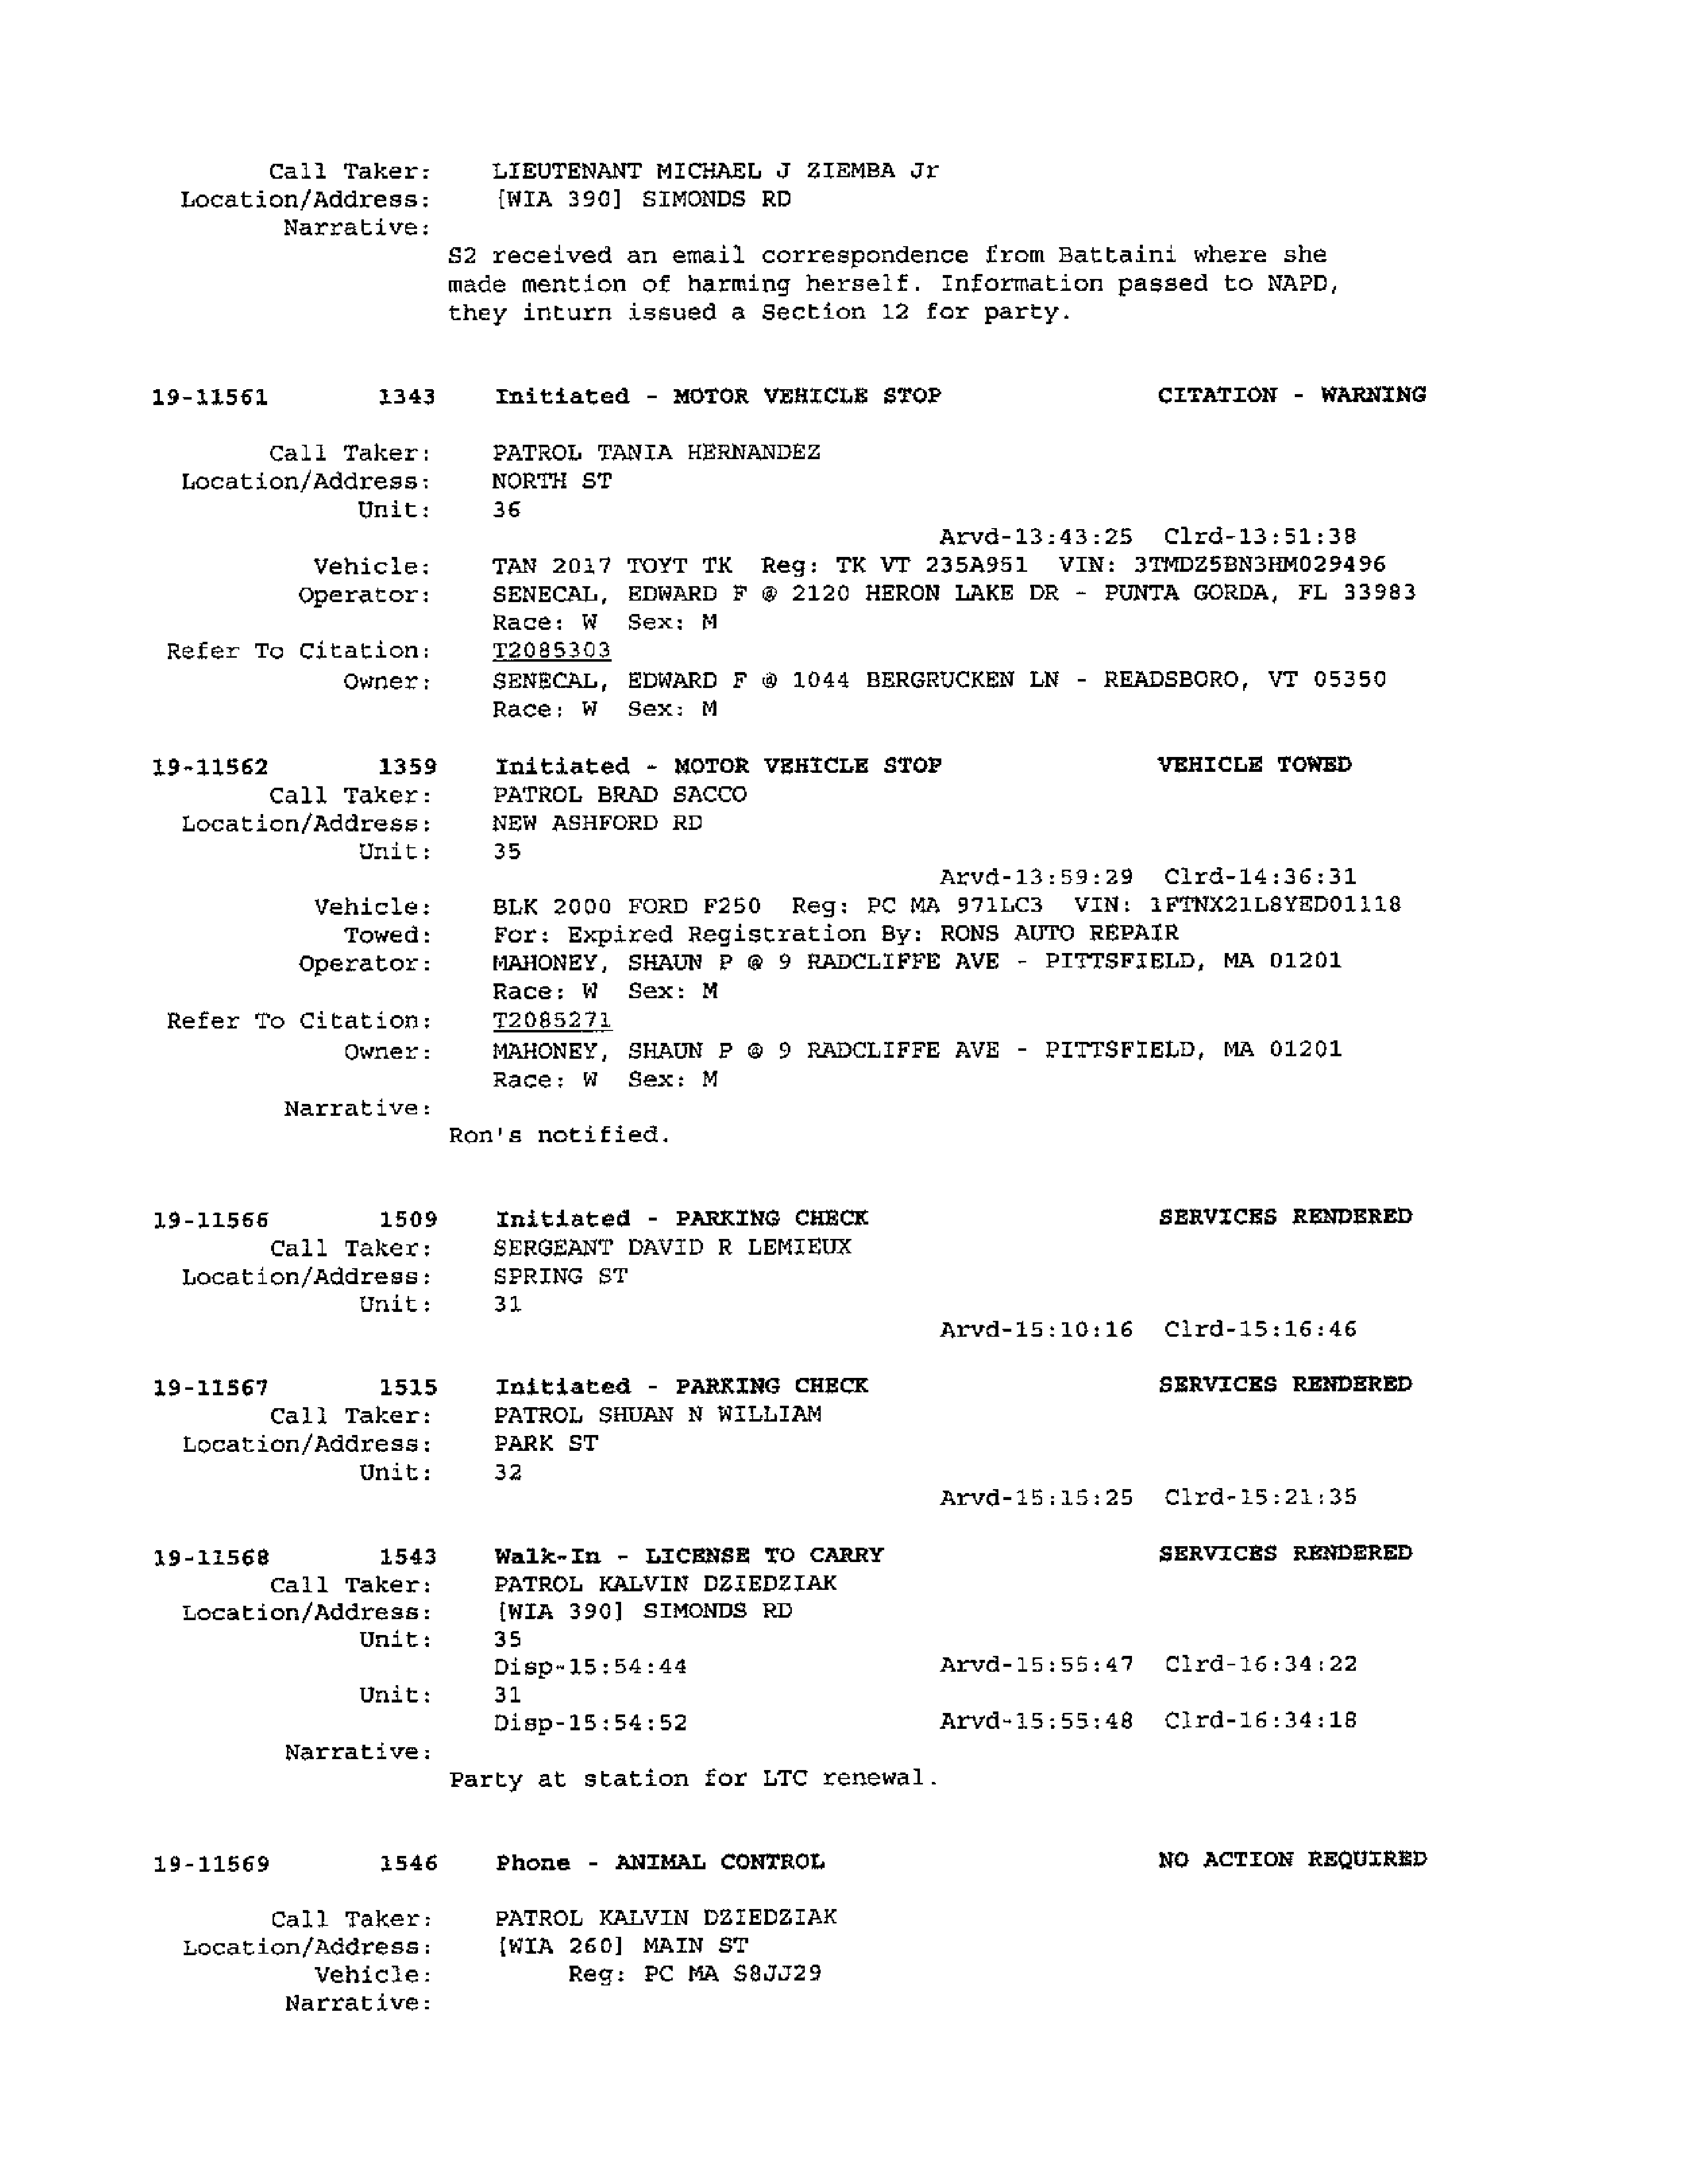 Call Taker: LIEUTENANT MICHAEL J ZIEMBA Jr
Location/Address: [WIA 390] SIMONDS RD
Narrative:
S2 received an email correspondence from Battaini where she
made mention of harming herself. Information passed to NAPD,
they inturn issued a Section 12 for party.
19-11561 1343 Initiated - MOTOR VEHICLE STOP CITATION - WARNING
Call Taker: PATROL TANIA HERNANDEZ
Location/Address: NORTH ST
Unit: 36
Arvd-13:43:25 Clrd-13:51:38
Vehicle: TAN 2017 TOYT TK Reg: TK VT 235A951 VIN: 3TMDZ5BN3HM029496
Operator: SENECAL, EDWARD F @ 2120 HERON LAKE DR - PUNTA GORDA, FL 33983
Race: W Sex: M
Refer To Citation: T2085303
Owner: SENECAL, EDWARD F @ 1044 BERGRUCKEN LN - READSBORO, VT 05350
Race: W Sex: M
19-11562 1359 Initiated - MOTOR VEHICLE STOP VEHICLE TOWED
Call Taker: PATROL BRAD SACCO
Location/Address: NEW ASHFORD RD
Unit: 35
Arvd-13:59:29 Clrd-14:36:31
Vehicle: BLK 2000 FORD F250 Reg: PC MA 971LC3 VIN: 1FTNX21L8YED01118
Towed: For: Expired Registration By: RONS AUTO REPAIR
Operator: MAHONEY, SHAUN P @ 9 RADCLIFFE AVE - PITTSFIELD, MA 01201
Race: W Sex: M
Refer To Citation: T2085271
Owner: MAHONEY, SHAUN P @ 9 RADCLIFFE AVE - PITTSFIELD, MA 01201
Race: W Sex: M
Narrative:
Ron's notified.
19-11566 1509 Initiated - PARKING CHECK SERVICES RENDERED
Call Taker: SERGEANT DAVID R LEMIEUX
Location/Address: SPRING ST
Unit: 31
Arvd-15:10:16 Clrd-15:16:46
19-11567 1515 Initiated - PARKING CHECK SERVICES RENDERED
Call Taker: PATROL SHUAN N WILLIAM
Location/Address: PARK ST
Unit: 32
Arvd-15:15:25 Clrd-15:21:35
19-11568 1543 Walk-In - LICENSE TO CARRY SERVICES RENDERED
Call Taker: PATROL KALVIN DZIEDZIAK
Location/Address: [WIA 390] SIMONDS RD
Unit: 35
Disp-15:54:44 Arvd-15:55:47 Clrd-16:34:22
Unit: 31
Disp-15:54:52 Arvd-15:55:48 Clrd-16:34:18
Narrative:
Party at station for LTC renewal.
19-11569 1546 Phone - ANIMAL CONTROL NO ACTION REQUIRED
Call Taker: PATROL KALVIN DZIEDZIAK
Location/Address: [WIA 260] MAIN ST
Vehicle: Reg: PC MA S8JJ29
Narrative: